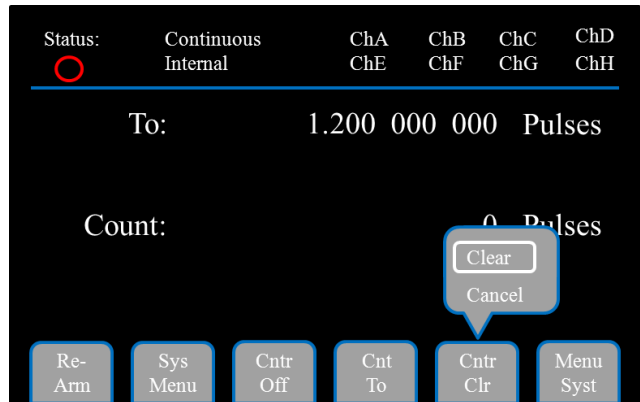 Status: Continuous ChA ChB ChC ChD
Internal ChE ChF ChG ChH
To: 1.200 000 000 Pulses
Count: 0 Pulses
Clear
Cancel
Re- Sys Cntr Cnt Cntr Menu
Arm Menu Off To Clr Syst